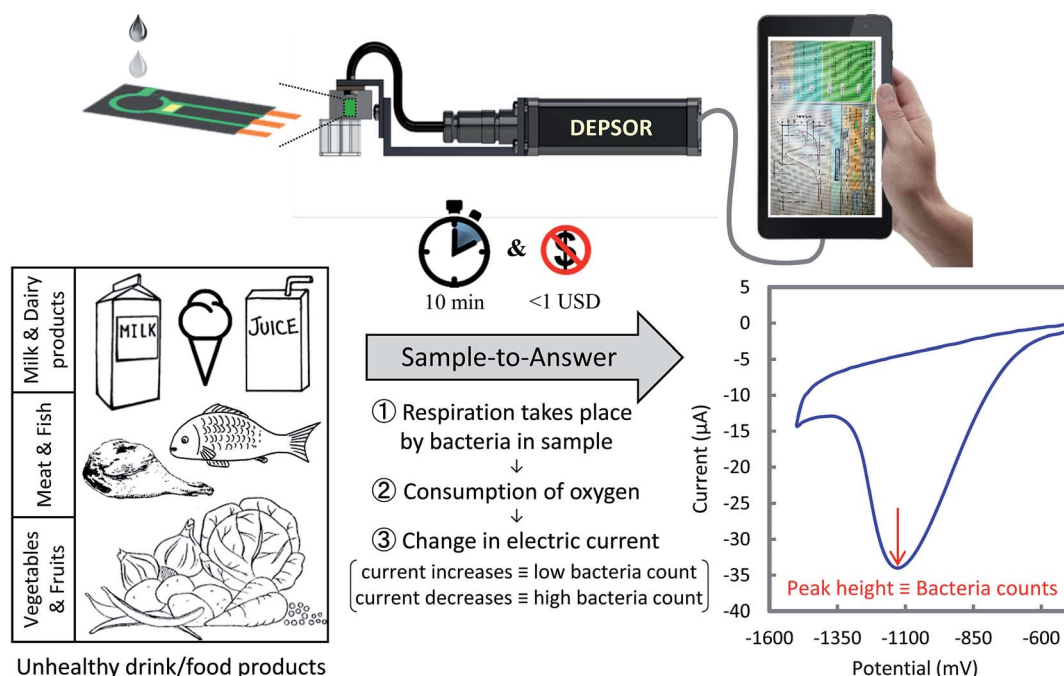 DEPSOR
10 min
&
$
<1 USD
Milk & Dairy
products
Meat & Fish
Vegetables
& Fruits
MILK
JUICE
Unhealthy drink/food products
Sample-to-Answer
① Respiration takes place
by bacteria in sample
↓
② Consumption of oxygen
↓
③ Change in electric current
current increases ≡ low bacteria count
current decreases ≡ high bacteria count
Current (µA)
5
0
-5
-10
-15
-20
-25
-30
-35
-40
Peak height ≡ Bacteria counts
-1600 -1350 -1100 -850 -600
Potential (mV)